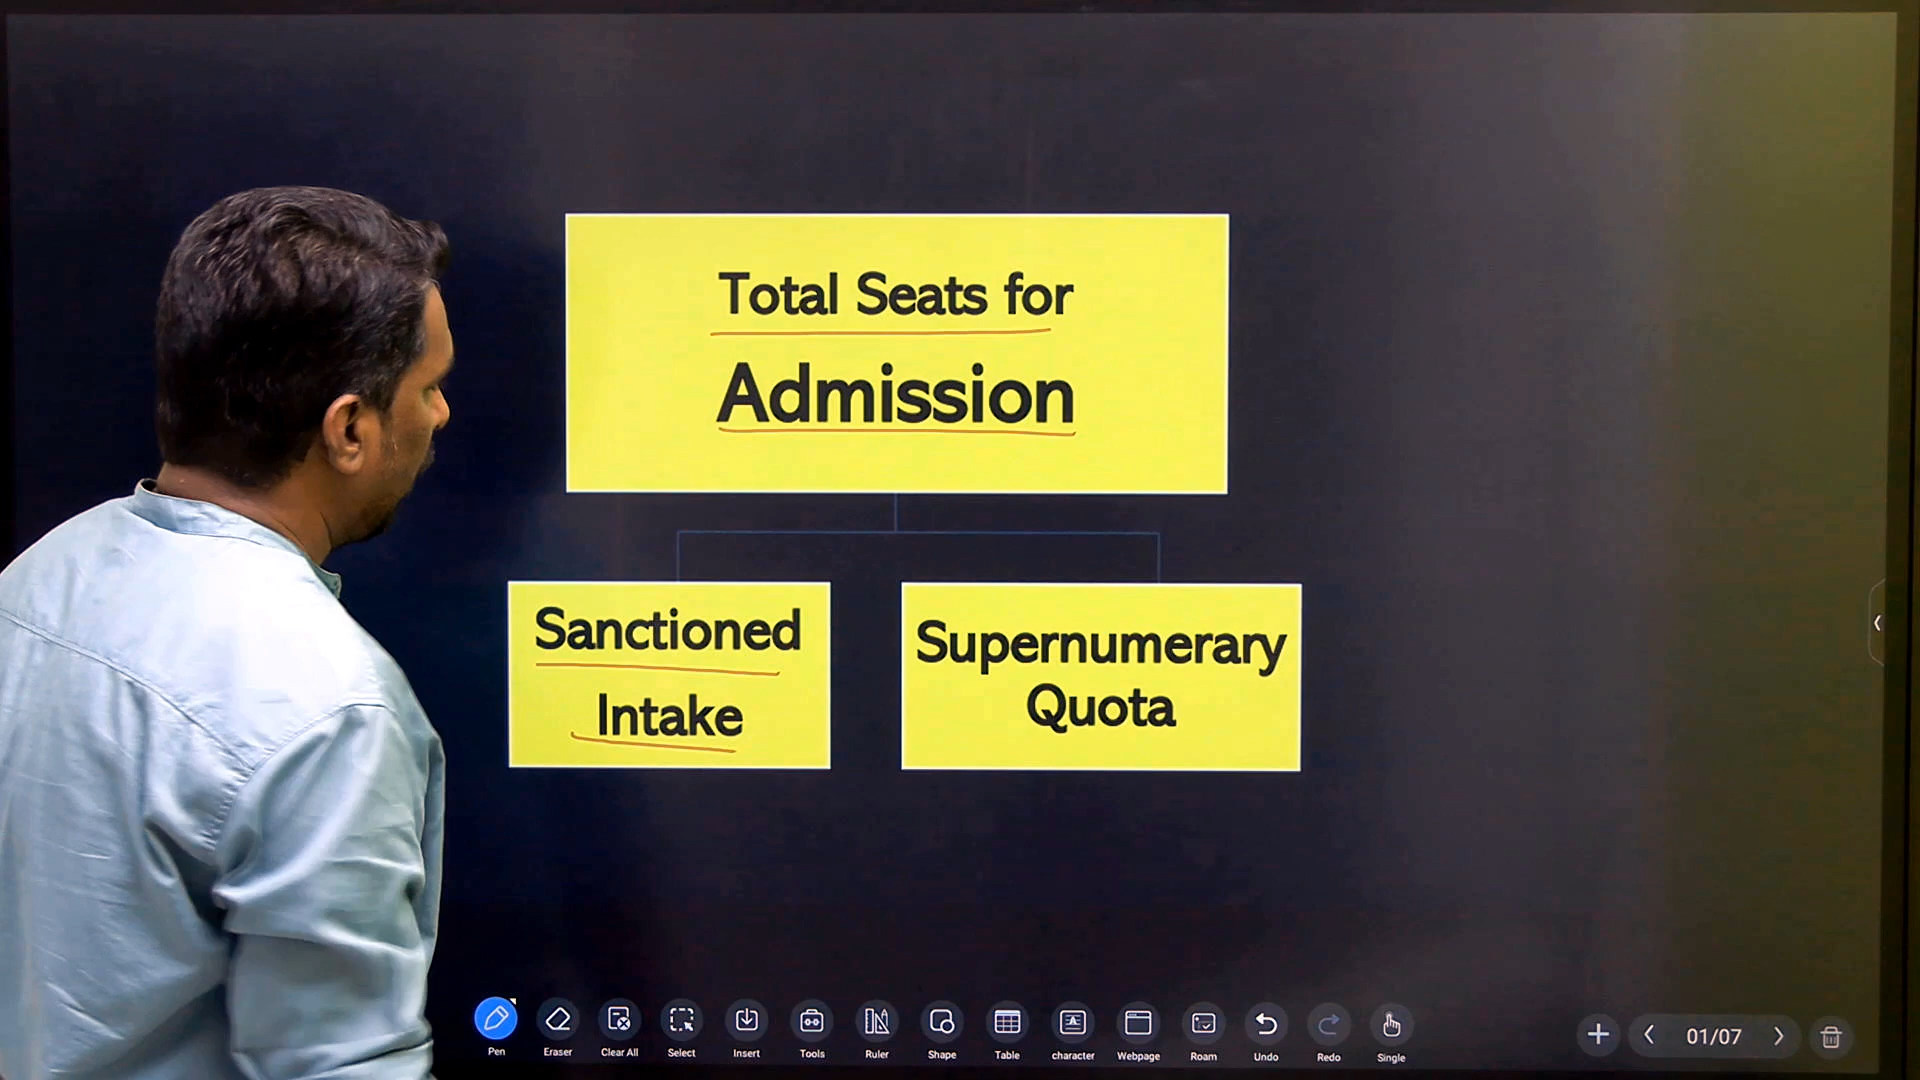 Total Seats for
Admission
Sanctioned
Intake
Supernumerary
Quota
Pen
Eraser
Clear All
Select
Insert
Tools
Ruler
Shape
Table
character
Webpage
Roam
Undo
Redo
Single
01/07